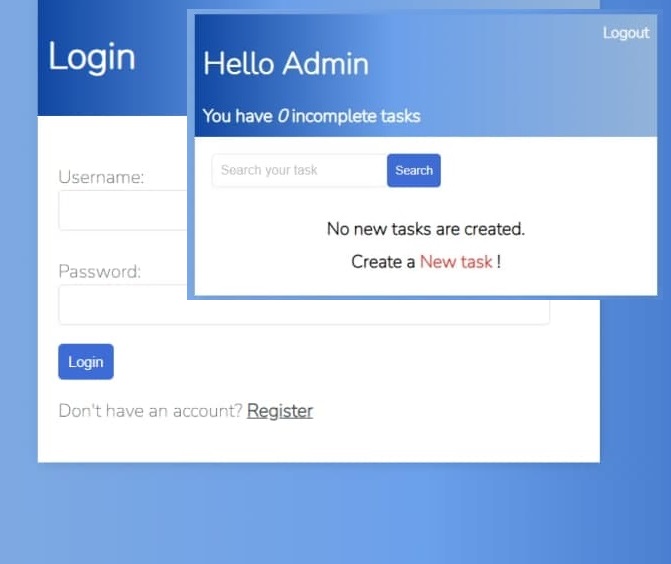 Login
Username:
Password:
Login
Don't have an account? Register
Logout
Hello Admin
You have 0 incomplete tasks
Search your task
Search
No new tasks are created.
Create a New task !